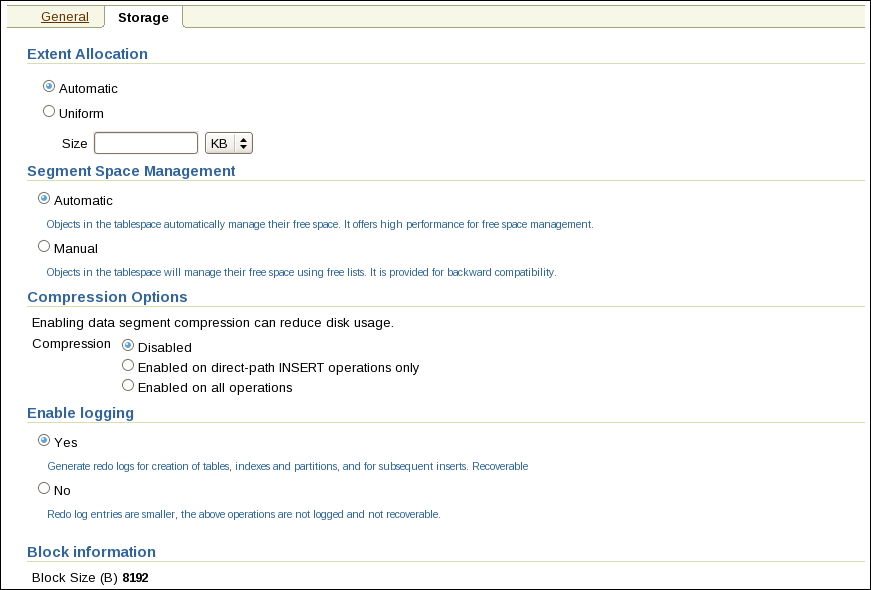 General Storage
Extent Allocation
Automatic
Uniform
Size KB
Segment Space Management
Automatic
Objects in the tablespace automatically manage their free space. It offers high performance for free space management.
Manual
Objects in the tablespace will manage their free space using free lists. It is provided for backward compatibility.
Compression Options
Enabling data segment compression can reduce disk usage.
Compression Disabled
Enabled on direct-path INSERT operations only
Enabled on all operations
Enable logging
Yes
Generate redo logs for creation of tables, indexes and partitions, and for subsequent inserts. Recoverable
No
Redo log entries are smaller, the above operations are not logged and not recoverable.
Block information
Block Size (B) 8192